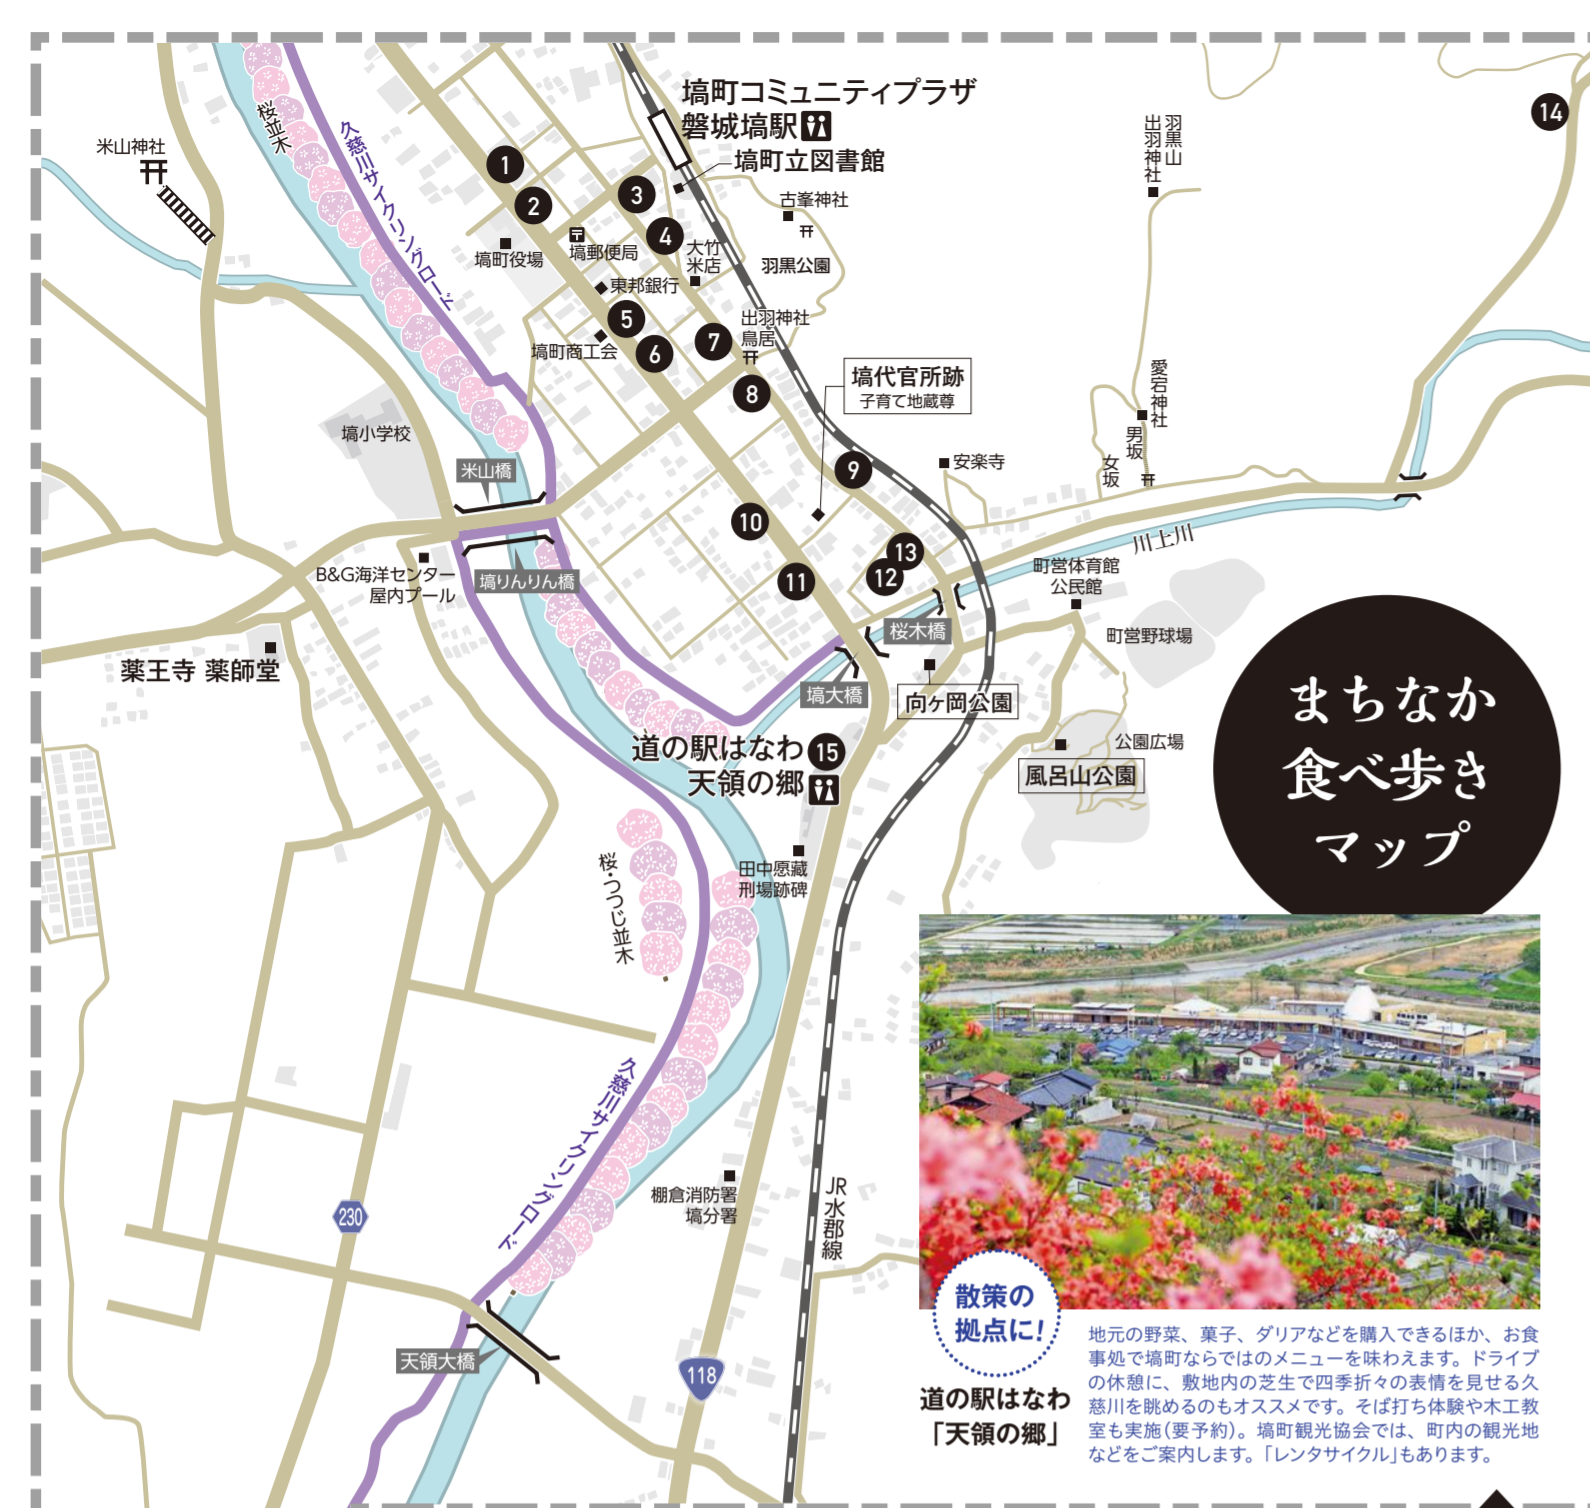 塙町コミュニティプラザ
磐城塙駅
塙町立図書館
14
羽黒山
出羽神社
桜並木
久慈川サイクリングロード
米山神社
1
2
3
4
古峯神社
羽黒公園
塙町役場
〒
塙郵便局
大竹
米店
東邦銀行
5
6
7
塙町商工会
出羽神社
鳥居
8
塙代官所跡
子育て地蔵尊
愛宕神社
男坂
女坂
塙小学校
米山橋
9
安楽寺
10
川上川
13
12
11
B&G海洋センター
屋内プール
塙りんりん橋
町営体育館
公民館
桜木橋
町営野球場
薬王寺 薬師堂
塙大橋
向ヶ岡公園
道の駅はなわ
天領の郷
15
公園広場
風呂山公園
まちなか
食べ歩き
マップ
田中愿藏
刑場跡碑
桜・つつじ並木
久慈川サイクリングロード
棚倉消防署
塙分署
JR水郡線
230
天領大橋
118
散策の
拠点に!
道の駅はなわ
「天領の郷」
地元の野菜、菓子、ダリアなどを購入できるほか、お食
事処で塙町ならではのメニューを味わえます。ドライブ
の休憩に、敷地内の芝生で四季折々の表情を見せる久
慈川を眺めるのもオススメです。そば打ち体験や木工教
室も実施(要予約)。塙町観光協会では、町内の観光地
などをご案内します。「レンタサイクル」もあります。